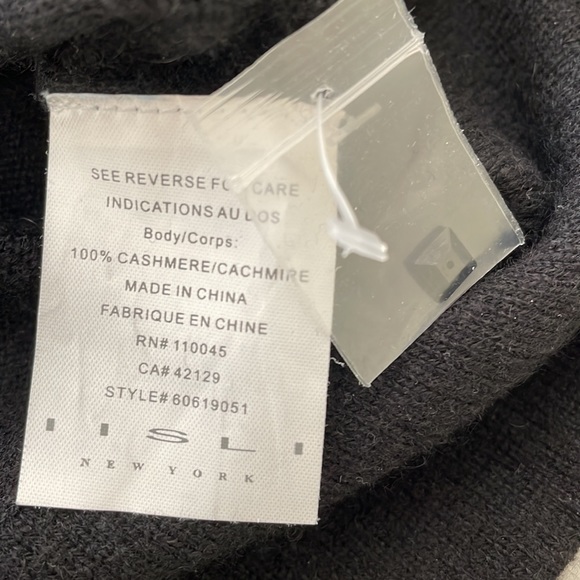 SEE REVERSE FOR CARE
INDICATIONS AU DOS
Body/Corps:
100% CASHMERE/CACHMIRE
MADE IN CHINA
FABRIQUE EN CHINE
RN# 110045
CA# 42129
STYLE# 60619051
NEW YORK